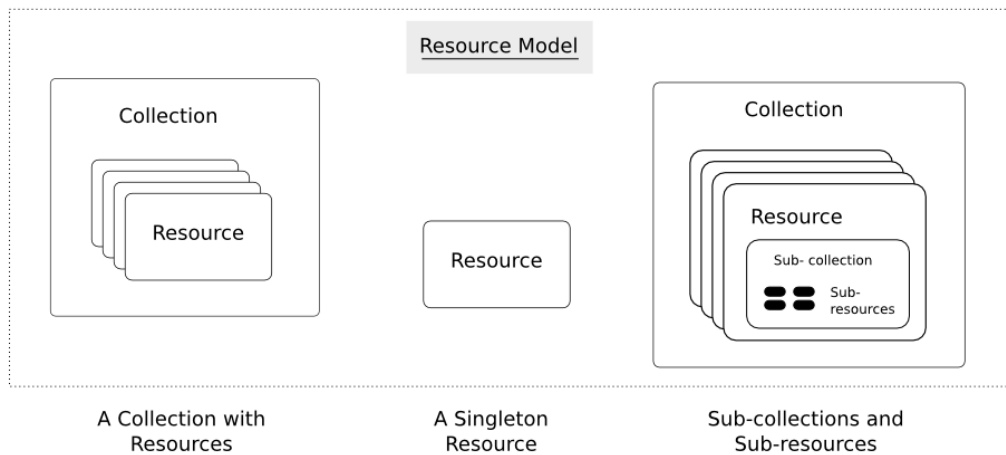 Resource Model
Collection
Resource
A Collection with
Resources
Resource
A Singleton
Resource
Collection
Resource
Sub- collection
Sub-
resources
Sub-collections and
Sub-resources